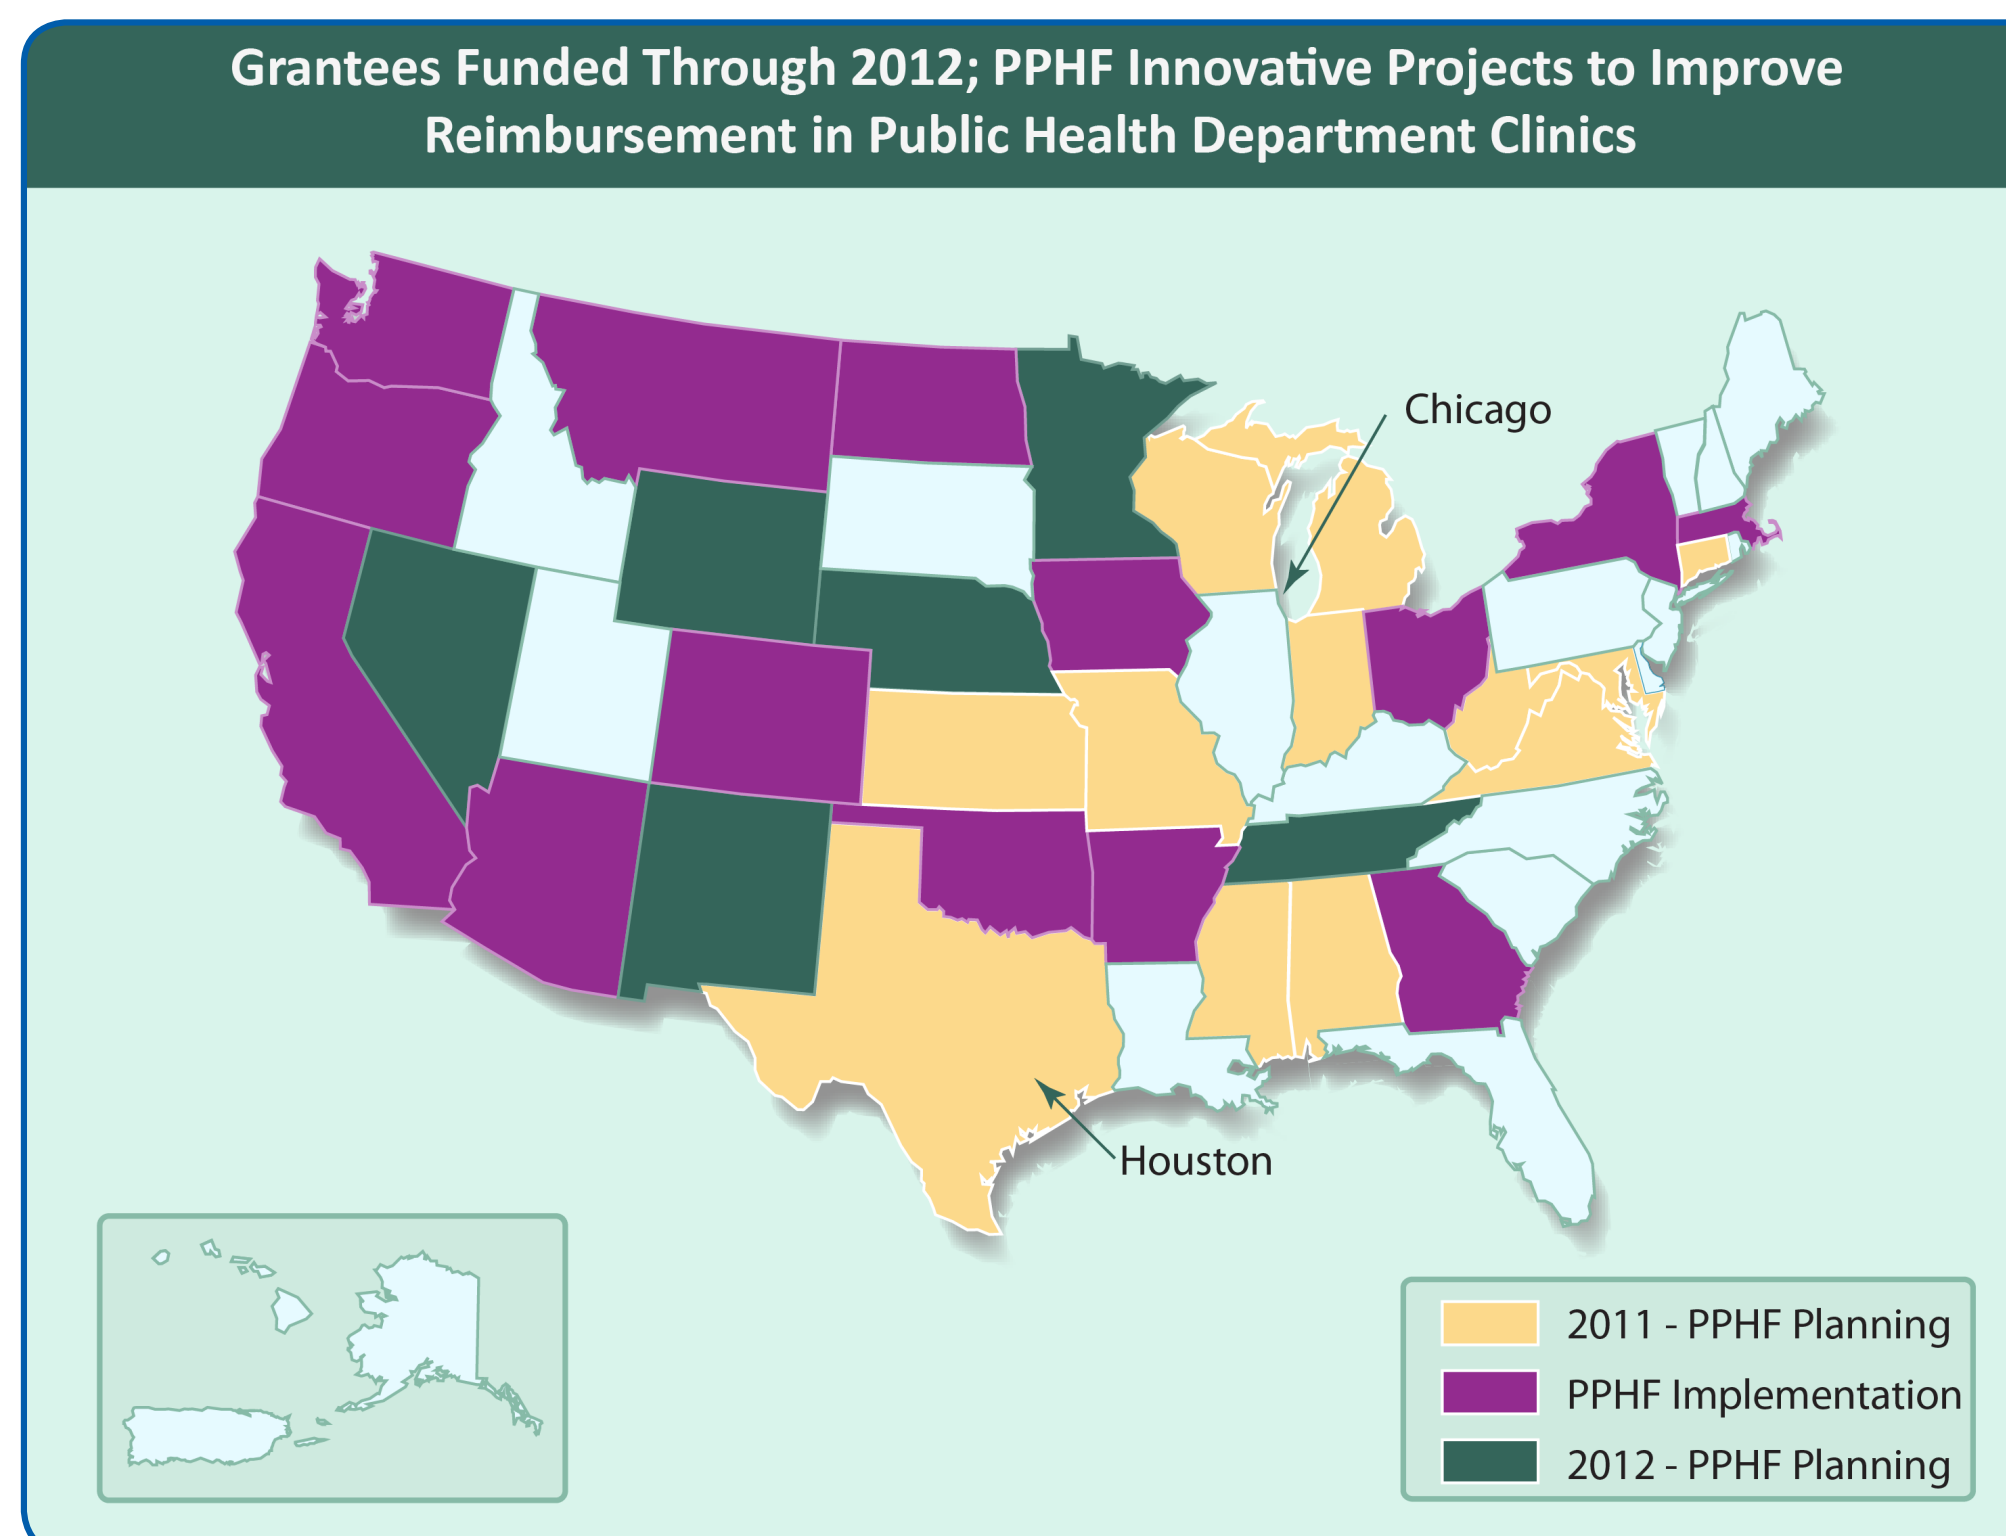 Grantees Funded Through 2012; PPHF Innovative Projects to Improve
Reimbursement in Public Health Department Clinics
Chicago
Houston
2011 - PPHF Planning
PPHF Implementation
2012 - PPHF Planning